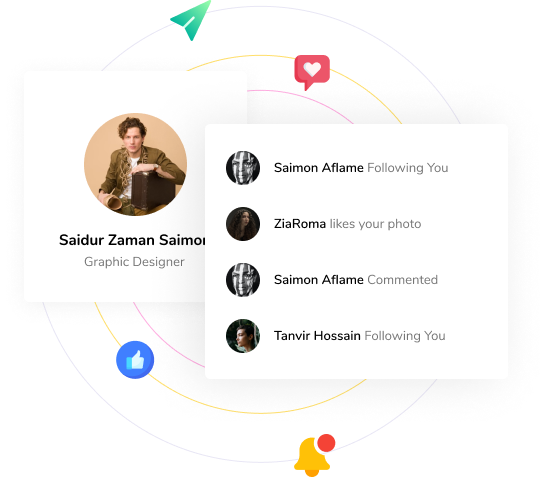 Saidur Zaman Saimon
Graphic Designer
Saimon Aflame Following You
ZiaRoma likes your photo
Saimon Aflame Commented
Tanvir Hossain Following You